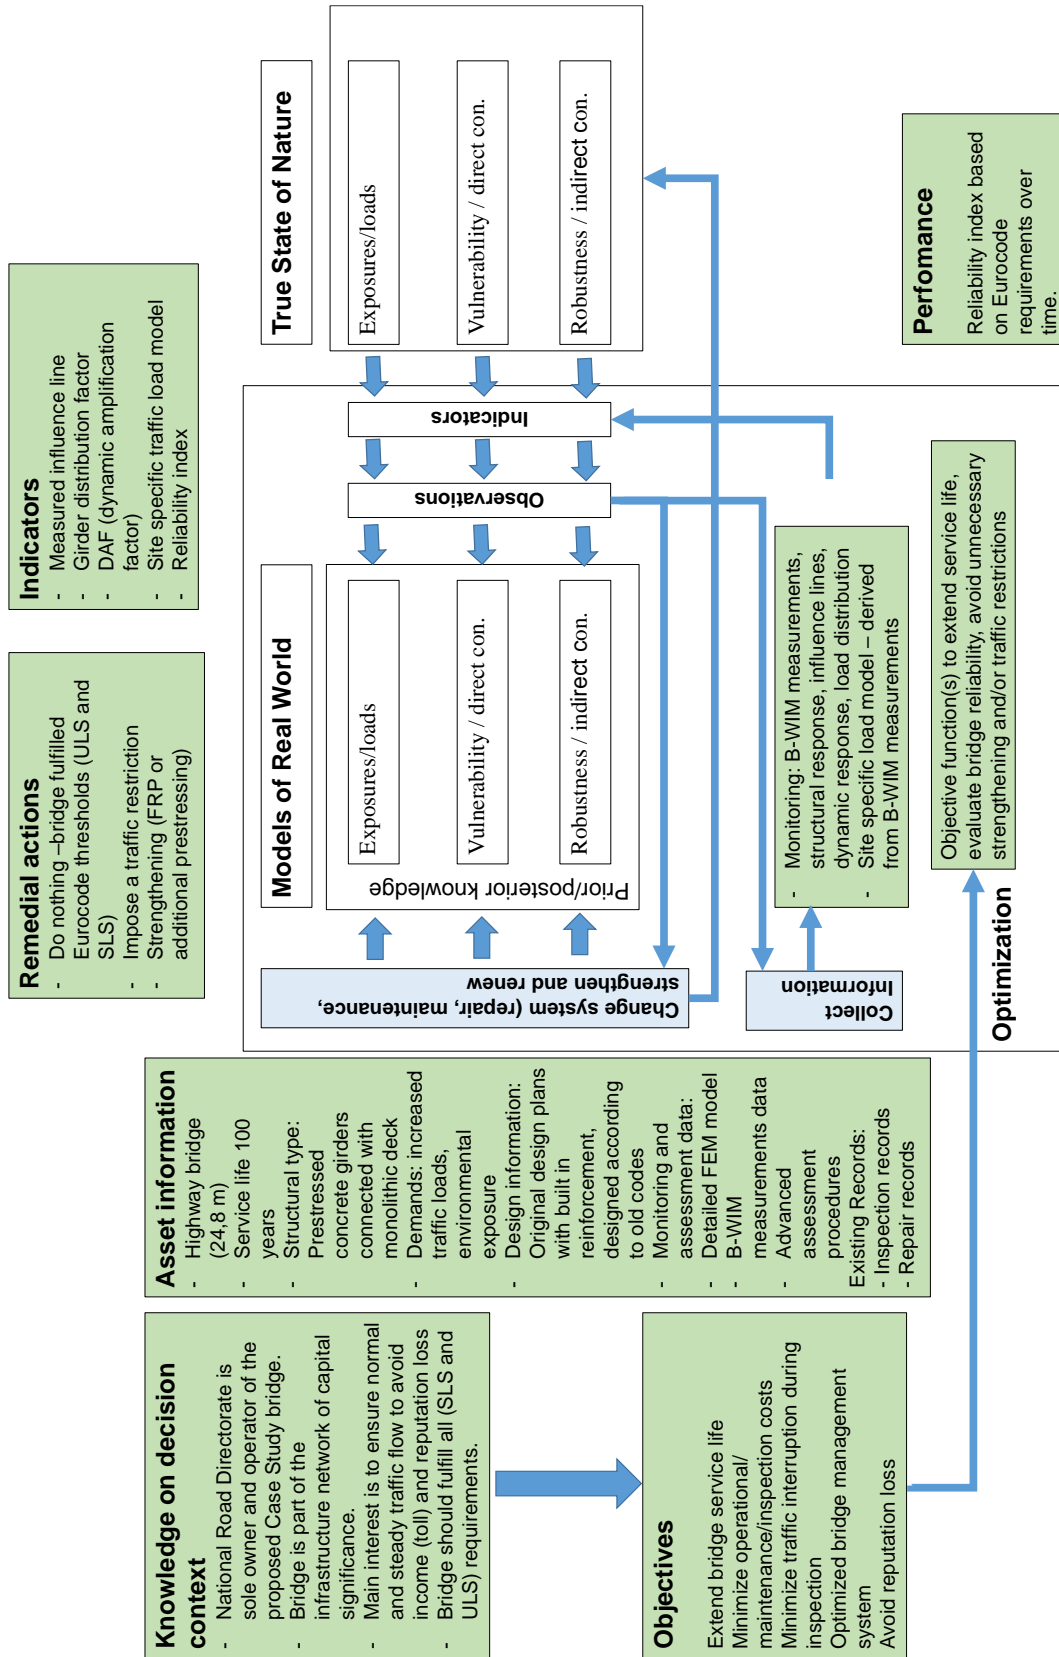 Knowledge on decision
context
- National Road Directorate is
sole owner and operator of the
proposed Case Study bridge.
- Bridge is part of the
infrastructure network of capital
significance.
- Main interest is to ensure normal
and steady traffic flow to avoid
income (toll) and reputation loss
- Bridge should fulfill all (SLS and
ULS) requirements.
Objectives
Extend bridge service life
Minimize operational/
maintenance/inspection costs
Minimize traffic interruption during
inspection
Optimized bridge management
system
Avoid reputation loss
Asset information
- Highway bridge
(24,8 m)
- Service life 100
years
- Structural type:
Prestressed
concrete girders
connected with
monolithic deck
- Demands: increased
traffic loads,
environmental
exposure
- Design information:
Original design plans
with built in
reinforcement,
designed according
to old codes
- Monitoring and
assessment data:
- Detailed FEM model
- B-WIM
measurements data
- Advanced
assessment
procedures
Existing Records:
- Inspection records
- Repair records
Remedial actions
- Do nothing –bridge fulfilled
Eurocode thresholds (ULS and
SLS)
- Impose a traffic restriction
- Strengthening (FRP or
additional prestressing)
Indicators
- Measured influence line
- Girder distribution factor
- DAF (dynamic amplification
factor)
- Site specific traffic load model
- Reliability index
Change system (repair, maintenance,
strengthen and renew
Collect
Information
Models of Real World
Prior/posterior knowledge
Exposures/loads
Vulnerability / direct con.
Robustness / indirect con.
Observations
Indicators
True State of Nature
Exposures/loads
Vulnerability / direct con.
Robustness / indirect con.
- Monitoring: B-WIM measurements,
structural response, influence lines,
dynamic response, load distribution
- Site specific load model – derived
from B-WIM measurements
Optimization
Objective function(s) to extend service life,
evaluate bridge reliability, avoid unnecessary
strengthening and/or traffic restrictions
Perfomance
Reliability index based
on Eurocode
requirements over
time.